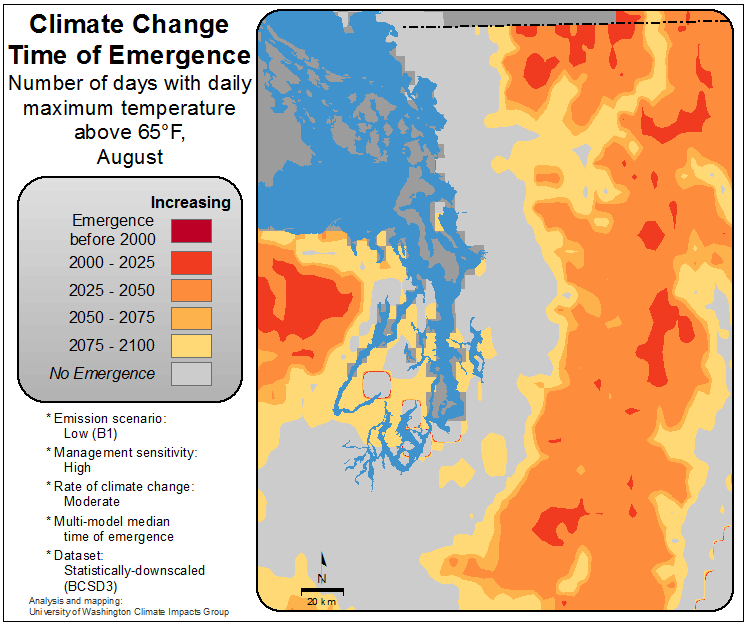 Climate Change
Time of Emergence
Number of days with daily
maximum temperature
above 65°F,
August
Increasing
Emergence
before 2000
2000 - 2025
2025 - 2050
2050 - 2075
2075 - 2100
No Emergence
* Emission scenario:
Low (B1)
* Management sensitivity:
High
* Rate of climate change:
Moderate
* Multi-model median
time of emergence
* Dataset:
Statistically-downscaled
(BCSD3)
Analysis and mapping:
University of Washington Climate Impacts Group
N
20 km